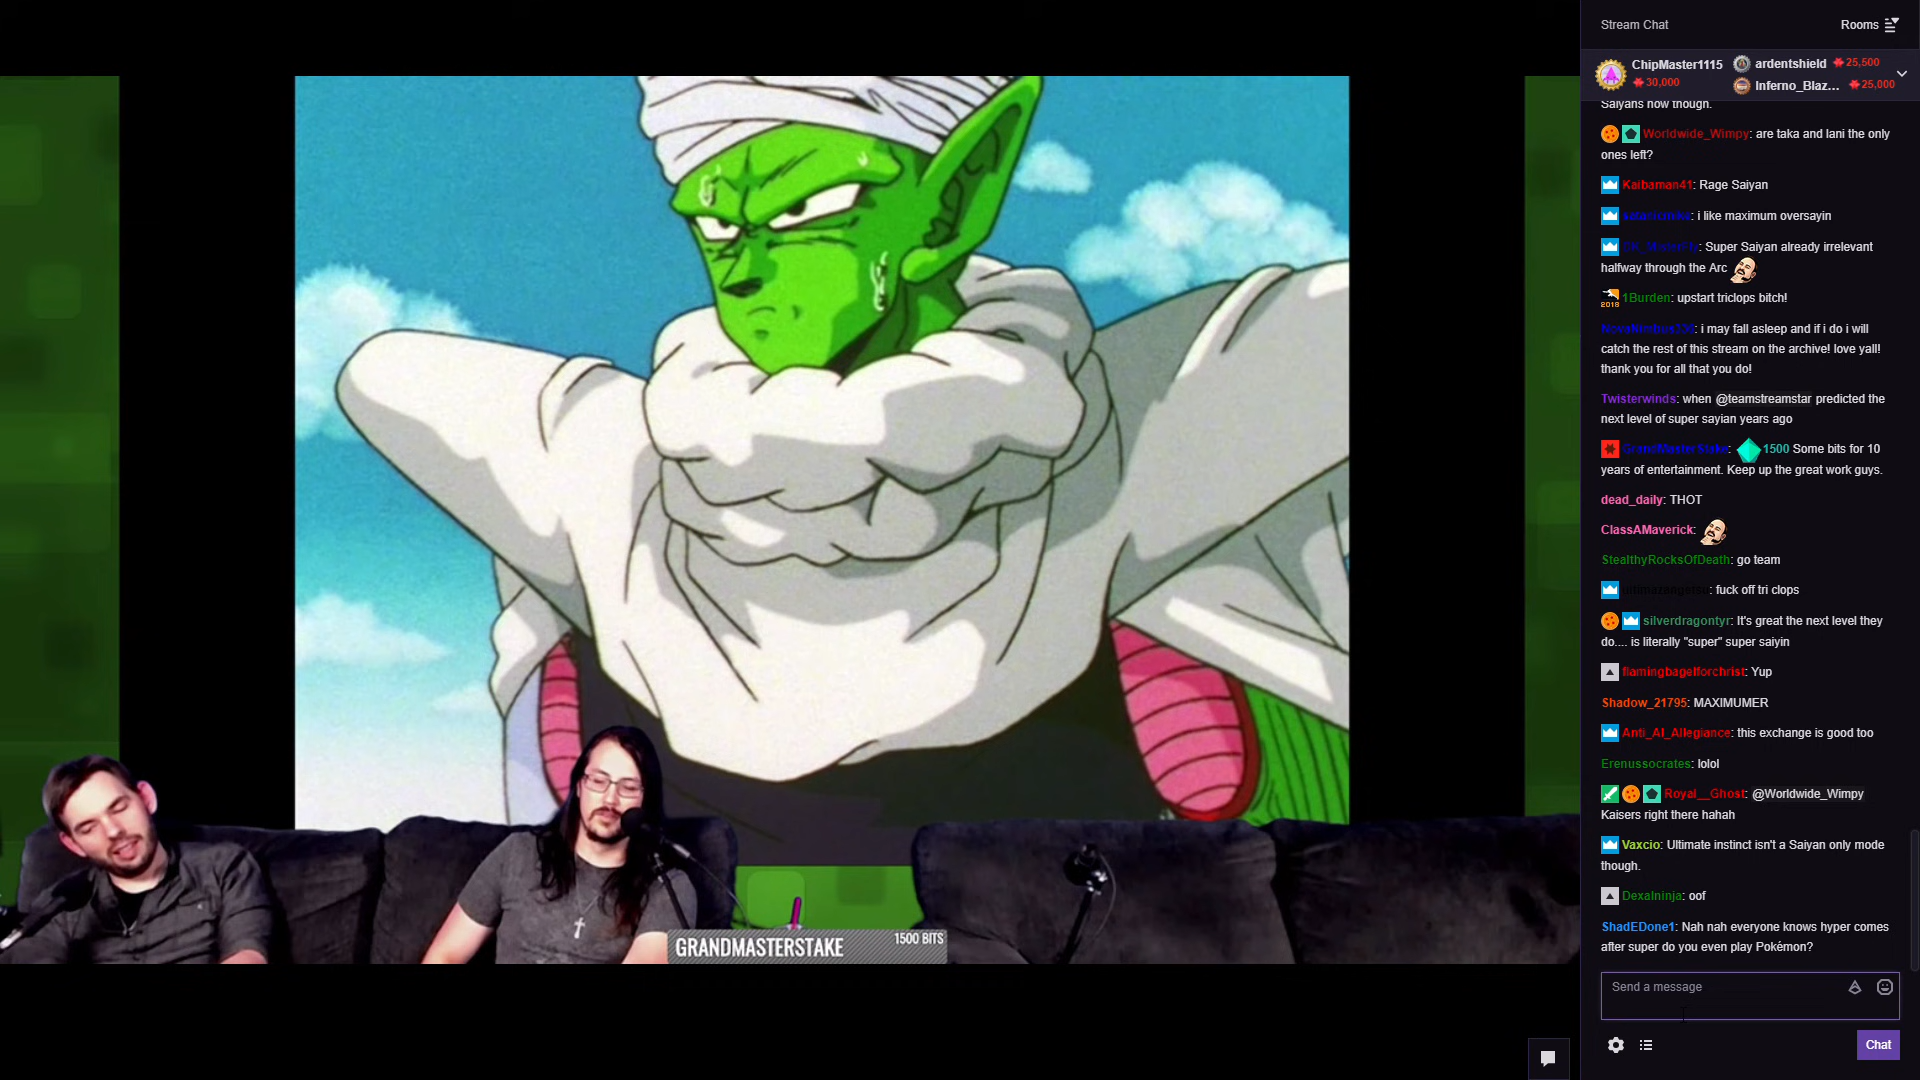 Stream Chat
Rooms
ChipMaster1115
30,000
ardentshield 25,500
Inferno_Blaz... 25,000
Saiyans now though.
Worldwide_Wimpy: are taka and lani the only
ones left?
Kaibaman41: Rage Saiyan
: i like maximum oversayin
: Super Saiyan already irrelevant
halfway through the Arc
2018
1Burden: upstart triclops bitch!
: i may fall asleep and if i do i will
catch the rest of this stream on the archive! love yall!
thank you for all that you do!
Twisterwinds: when @teamstreamstar predicted the
next level of super sayian years ago
GrandMasterStake: 1500 Some bits for 10
years of entertainment. Keep up the great work guys.
dead_daily: THOT
ClassAMaverick:
StealthyRocksOfDeath: go team
: fuck off tri clops
silverdragontyr: It's great the next level they
do.... is literally "super" super saiyin
flamingbagelforchrist: Yup
Shadow_21795: MAXIMUMER
Anti_AI_Allegiance: this exchange is good too
Erenussocrates: lolol
Royal__Ghost: @Worldwide_Wimpy
Kaisers right there hahah
Vaxcio: Ultimate instinct isn't a Saiyan only mode
though.
Dexalninja: oof
ShadEDone1: Nah nah everyone knows hyper comes
after super do you even play Pokémon?
GRANDMASTERSTAKE
1500 BITS
Send a message
Chat